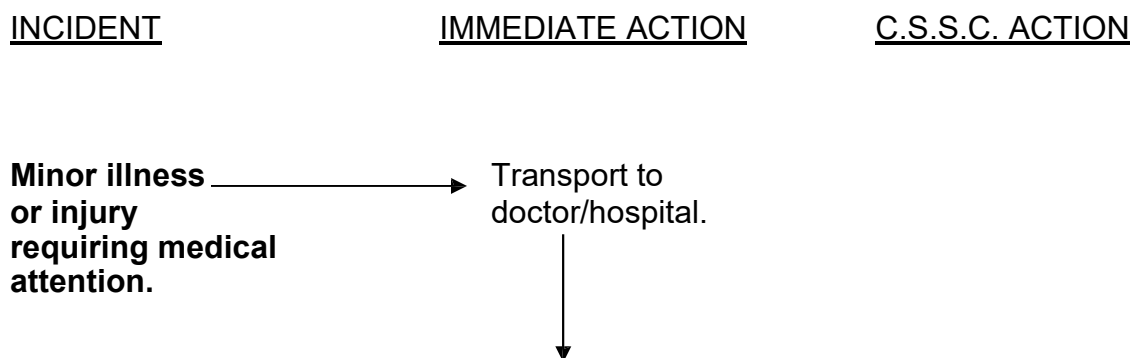 INCIDENT IMMEDIATE ACTION C.S.S.C. ACTION
Minor illness
or injury
requiring medical
attention.
Transport to
doctor/hospital.